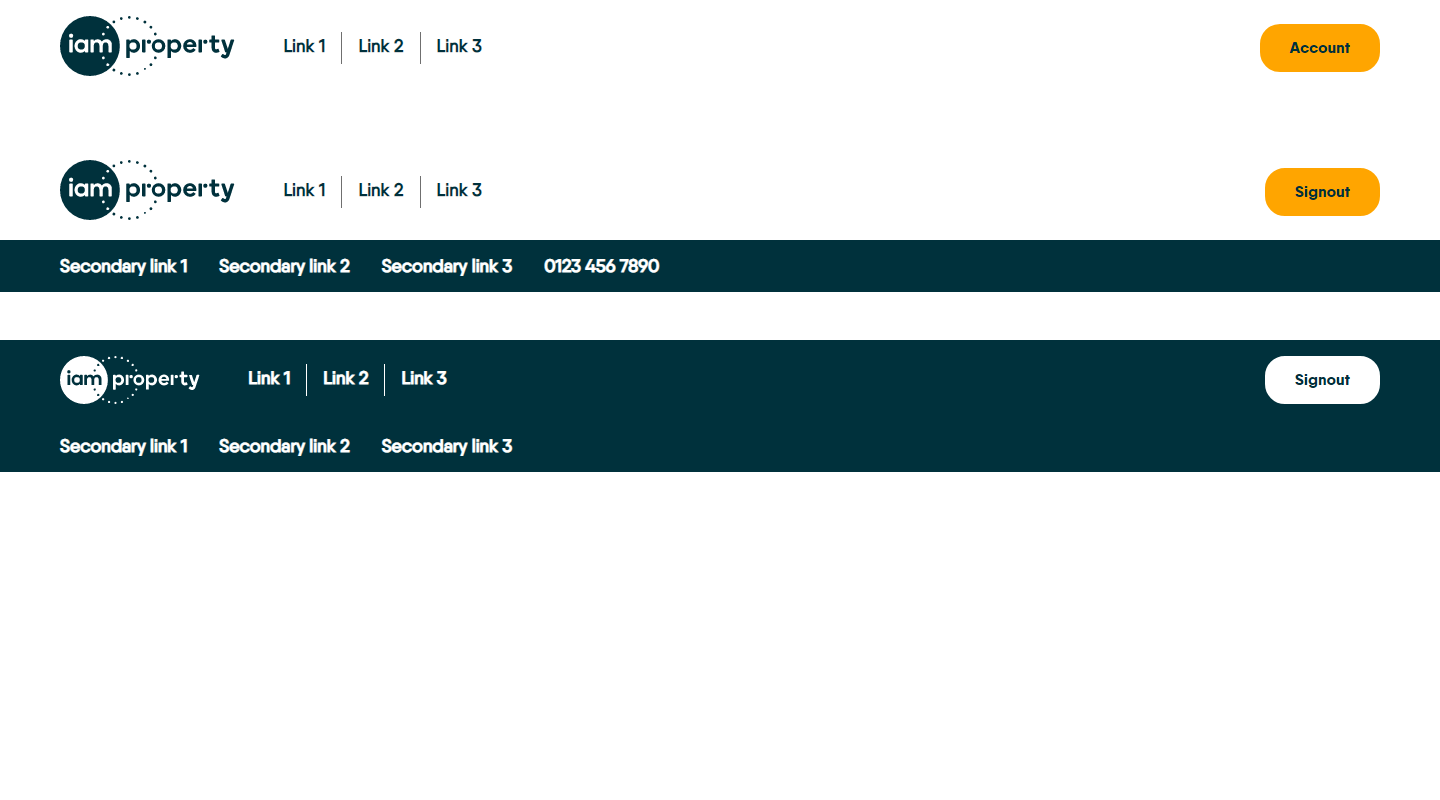 iam property Link 1 Link 2 Link 3 Account
iam property Link 1 Link 2 Link 3 Signout
Secondary link 1 Secondary link 2 Secondary link 3 0123 456 7890
iam property Link 1 Link 2 Link 3 Signout
Secondary link 1 Secondary link 2 Secondary link 3